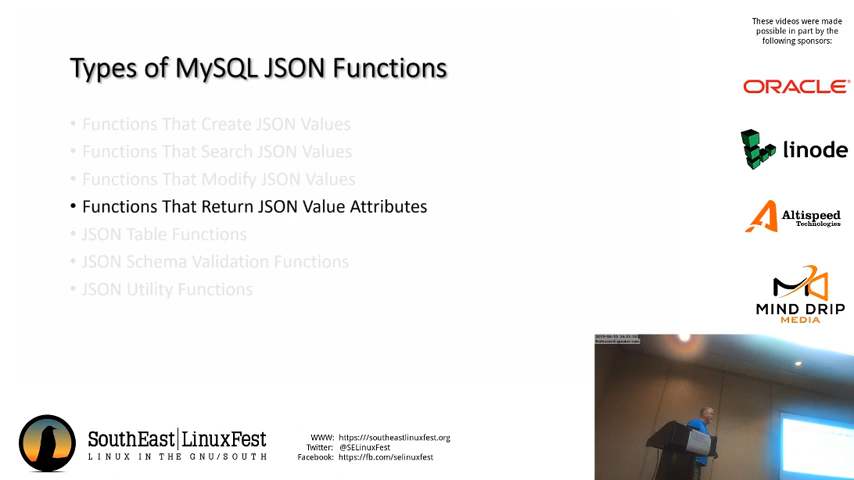 These videos were made
possible in part by the
following sponsors:
Types of MySQL JSON Functions
ORACLE
• Functions That Create JSON Values
• Functions That Search JSON Values
linode
• Functions That Modify JSON Values
• Functions That Return JSON Value Attributes
Altispeed
Technologies
• JSON Table Functions
• JSON Schema Validation Functions
• JSON Utility Functions
MIND DRIP
MEDIA
SouthEast|LinuxFest
LINUX IN THE GNU/SOUTH
WWW: https:///southeastlinuxfest.org
Twitter: @SELinuxFest
Facebook: https://fb.com/selinuxfest